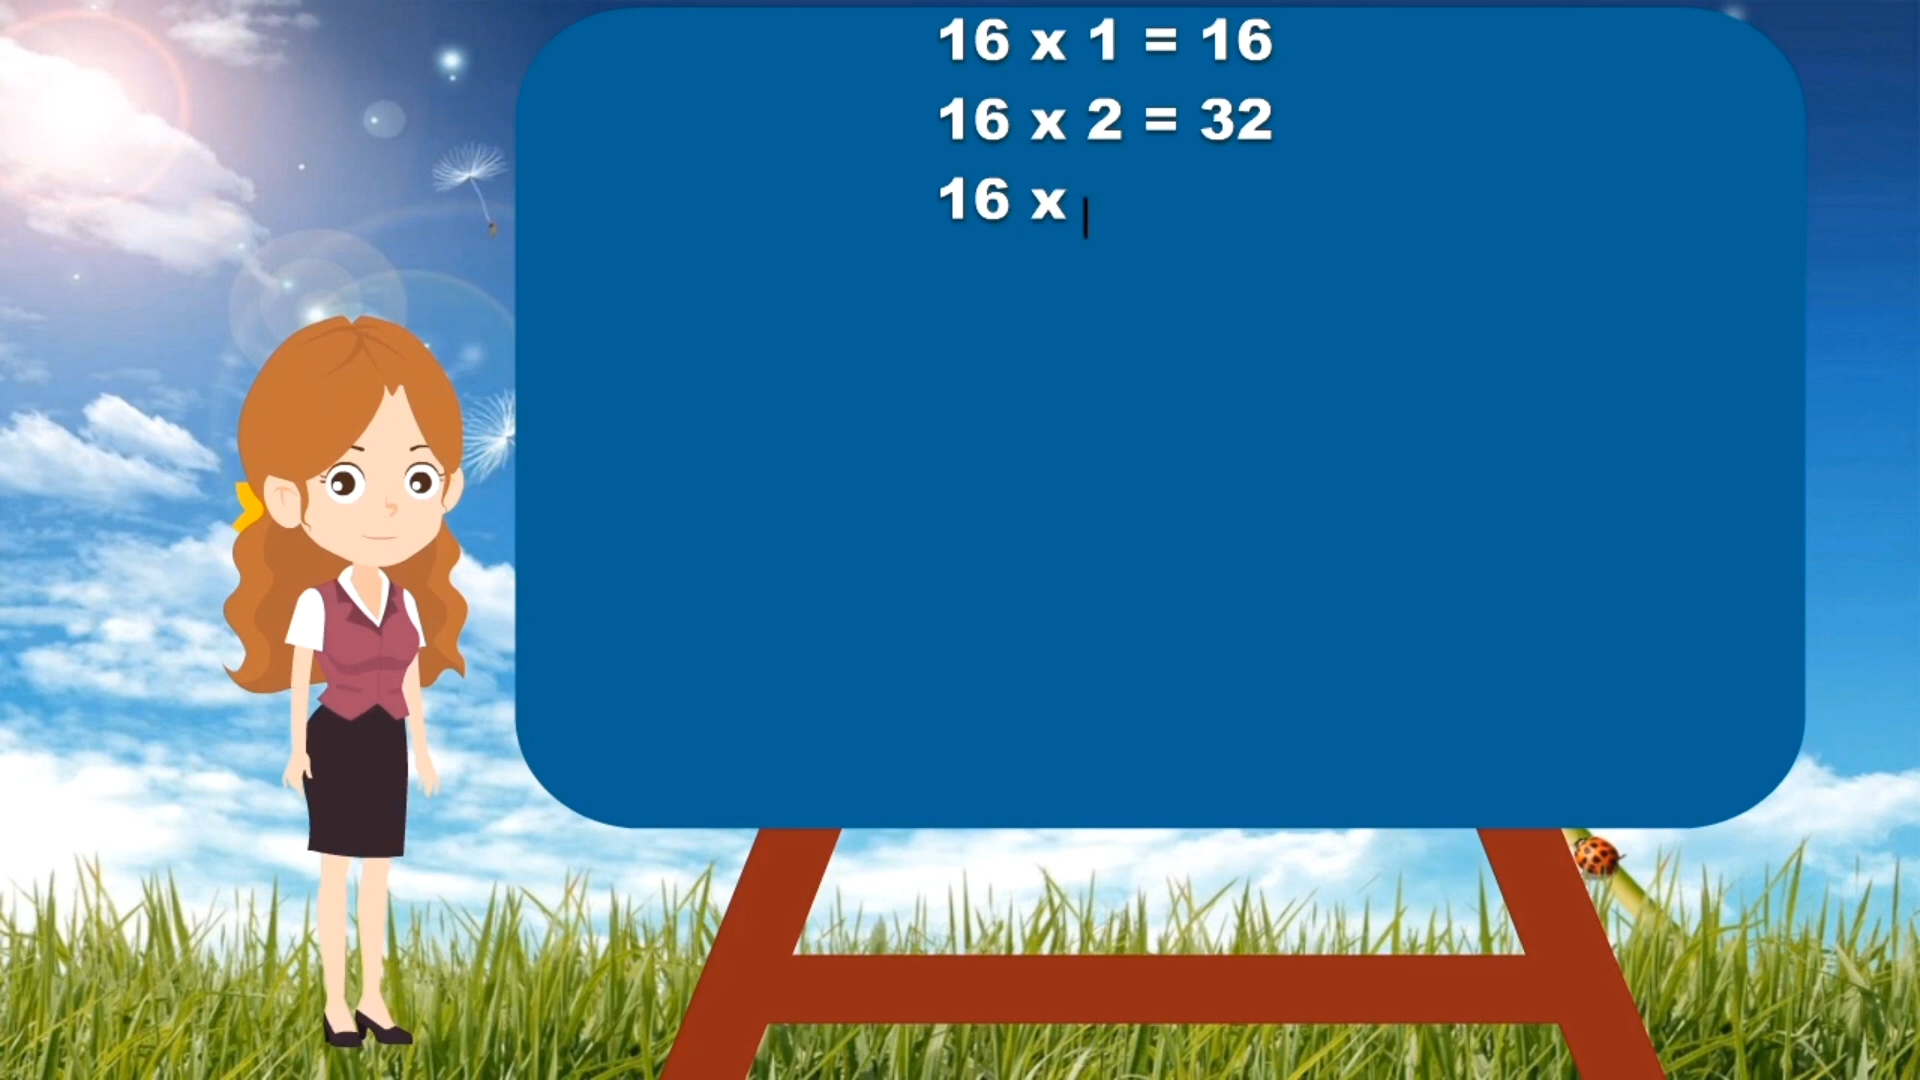 16 x 1 = 16
16 x 2 = 32
16 x